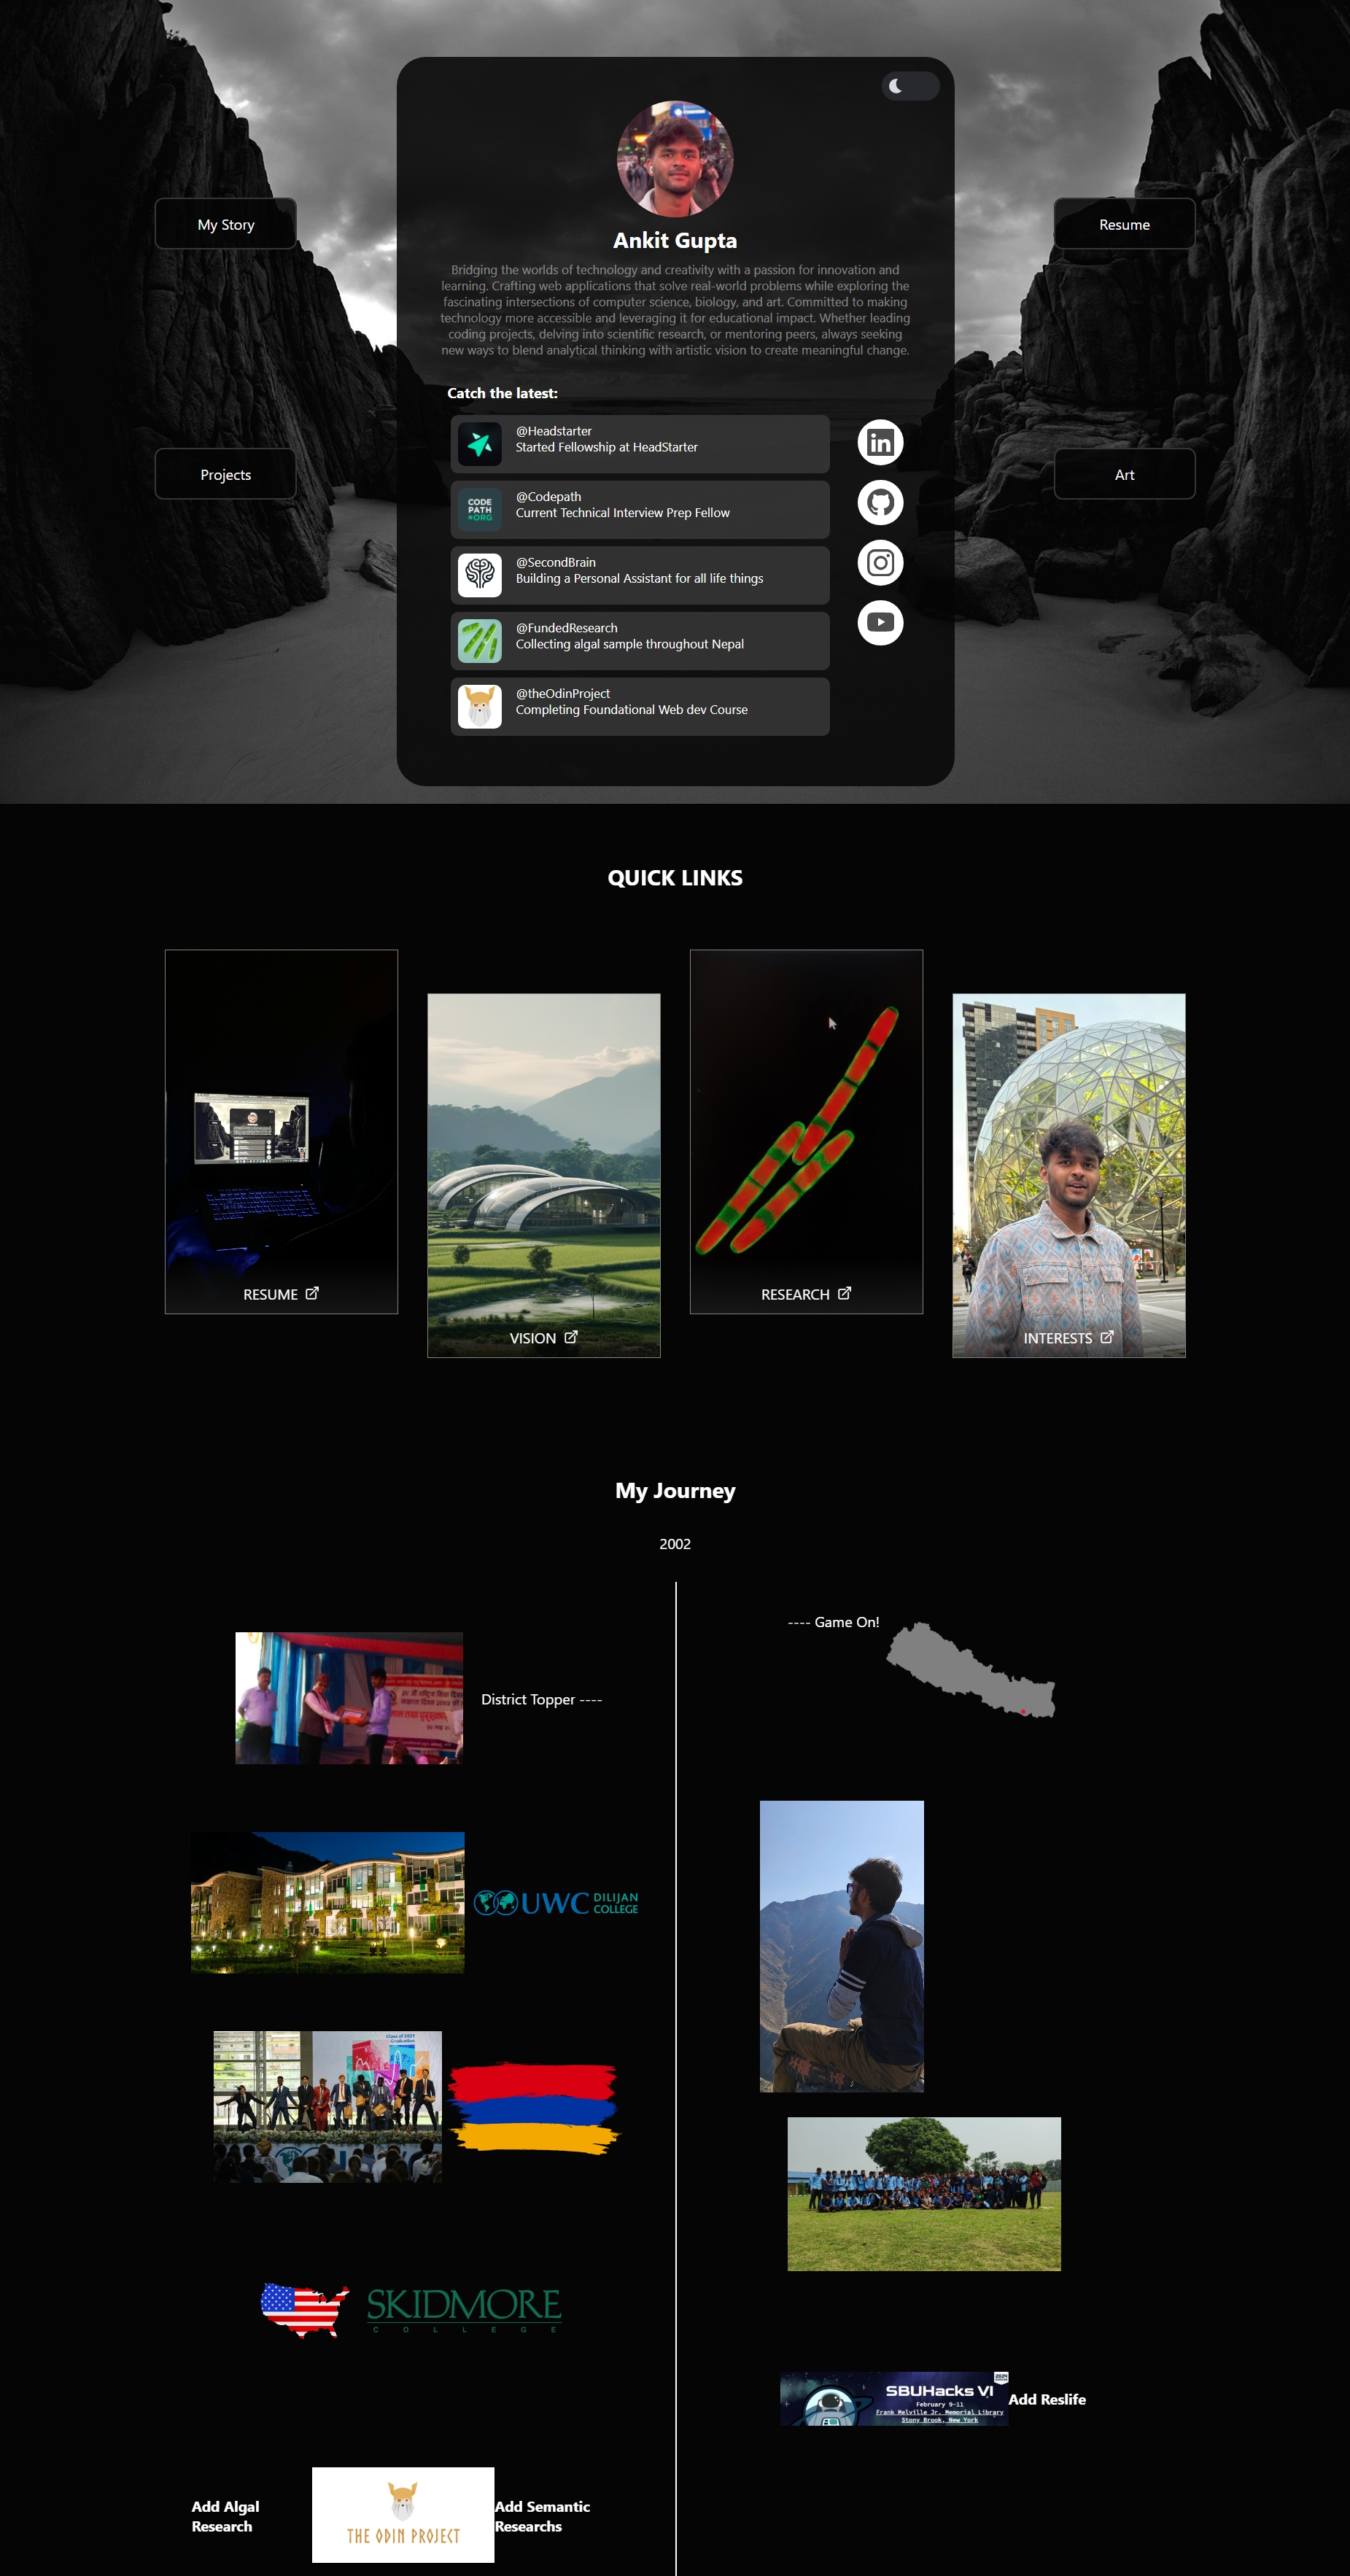 My Story
Resume
Projects
Art
Ankit Gupta
Bridging the worlds of technology and creativity with a passion for innovation and
learning. Crafting web applications that solve real-world problems while exploring the
fascinating intersections of computer science, biology, and art. Committed to making
technology more accessible and leveraging it for educational impact. Whether leading
coding projects, delving into scientific research, or mentoring peers, always seeking
new ways to blend analytical thinking with artistic vision to create meaningful change.
Catch the latest:
@Headstarter
Started Fellowship at HeadStarter
CODE
PATH
*ORG
@Codepath
Current Technical Interview Prep Fellow
@SecondBrain
Building a Personal Assistant for all life things
@FundedResearch
Collecting algal sample throughout Nepal
@theOdinProject
Completing Foundational Web dev Course
in
QUICK LINKS
RESUME
VISION
RESEARCH
INTERESTS
My Journey
2002
---- Game On!
District Topper ----
UWC DILIJAN
COLLEGE
Class of 2021
Graduation
SKIDMORE
COLLEGE
SBUHacks VI
February 9-11
Frank Melville Jr. Memorial Library
Stony Brook, New York
Add Reslife
Add Algal
Research
THE ODIN PROJECT
Add Semantic
Researchs